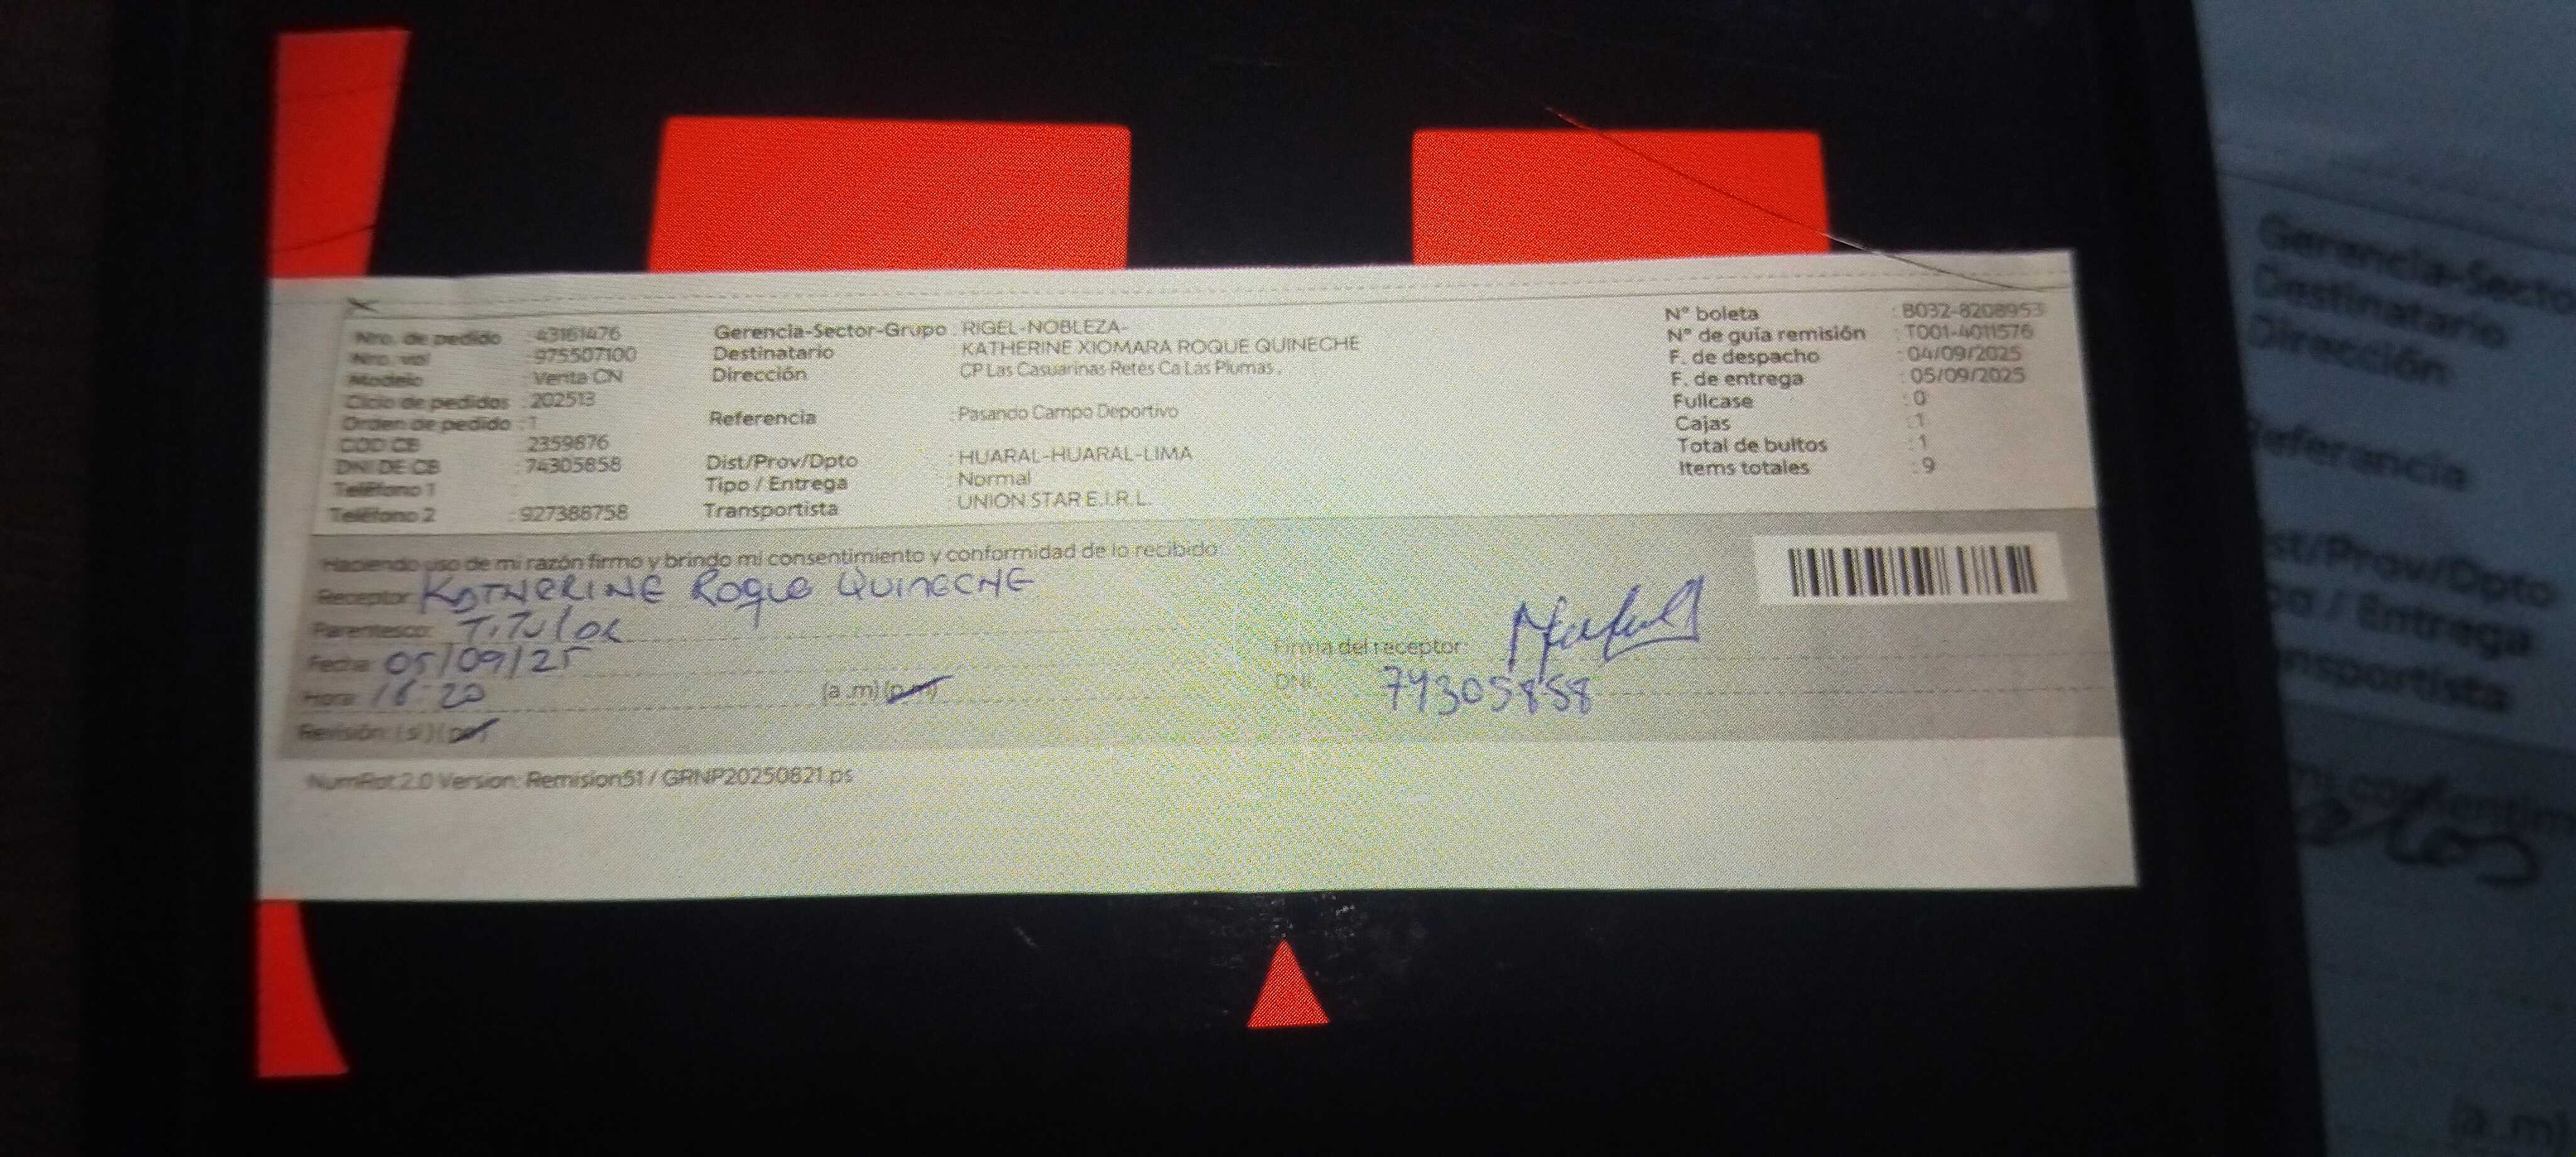 Nro. de pedido : 43161476
Nro. vol : 975507100
Modelo : Venta CN
Ciclo de pedidos : 202513
Orden de pedido : 1
COD CB : 2359876
DNI DE CB : 74305858
Teléfono 1 :
Teléfono 2 : 927388758
Gerencia-Sector-Grupo : RIGEL-NOBLEZA-
Destinatario : KATHERINE XIOMARA ROQUE QUINECHE
Dirección : CP Las Casuarinas Retes Ca Las Plumas .
Referencia : Pasando Campo Deportivo
Dist/Prov/Dpto : HUARAL-HUARAL-LIMA
Tipo / Entrega : Normal
Transportista : UNION STAR E.I.R.L.
N° boleta : B032-8208953
N° de guía remisión : T001-4011576
F. de despacho : 04/09/2025
F. de entrega : 05/09/2025
Fullcase : 0
Cajas : 1
Total de bultos : 1
Items totales : 9
Haciendo uso de mi razón firmo y brindo mi consentimiento y conformidad de lo recibido:
Receptor: KATHERINE Roque QUINECHE
Parentesco: TiTulaR
Fecha: 05/09/25
Hora: 16:20 (a.m) (p.m)
Revisión: (si) (no)
Firma del receptor:
DNI: 74305858
NumRot 2.0 Version: Remision51 / GRNP20250821.ps
Gerencia-Secto
Destinatario
Dirección
eferencia
ist/Prov/Dpto
/ Entrega
nsportista
(a.m)